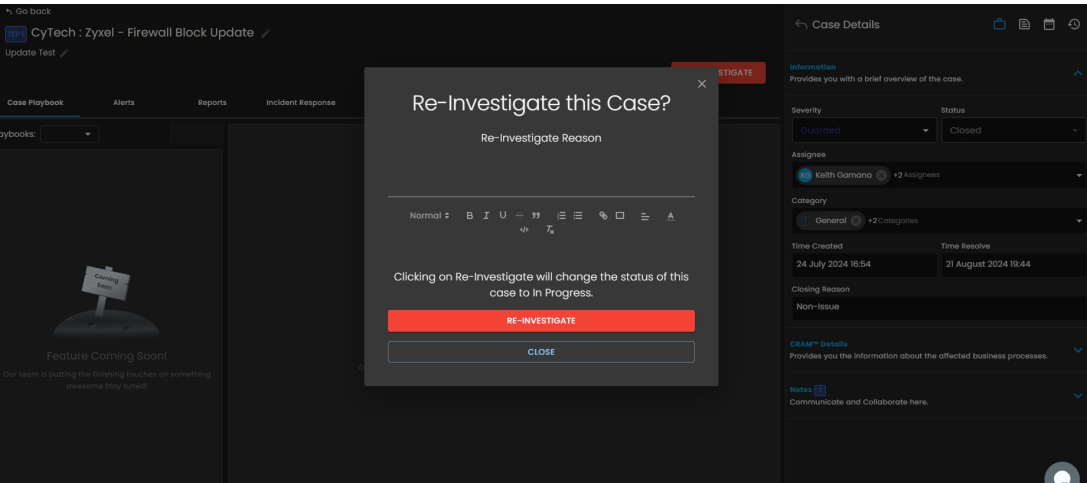 Go back
TEP1 CyTech : Zyxel - Firewall Block Update
Update Test
STIGATE
Case Playbook Alerts Reports Incident Response
aybooks:
Coming Soon
Feature Coming Soon!
Our team is putting the finishing touches on something
awesome.Stay tuned!
Re-Investigate this Case?
Re-Investigate Reason
Normal B I U
Clicking on Re-Investigate will change the status of this
case to In Progress.
RE-INVESTIGATE
CLOSE
Case Details
Information
Provides you with a brief overview of the case.
Severity Status
Guarded Closed
Assignee
KG Keith Gamana +2 Assignees
Category
General +2 Categories
Time Created Time Resolve
24 July 2024 16:54 21 August 2024 19:44
Closing Reason
Non-Issue
CRAM™ Details
Provides you the information about the affected business processes.
Notes 7
Communicate and Collaborate here.